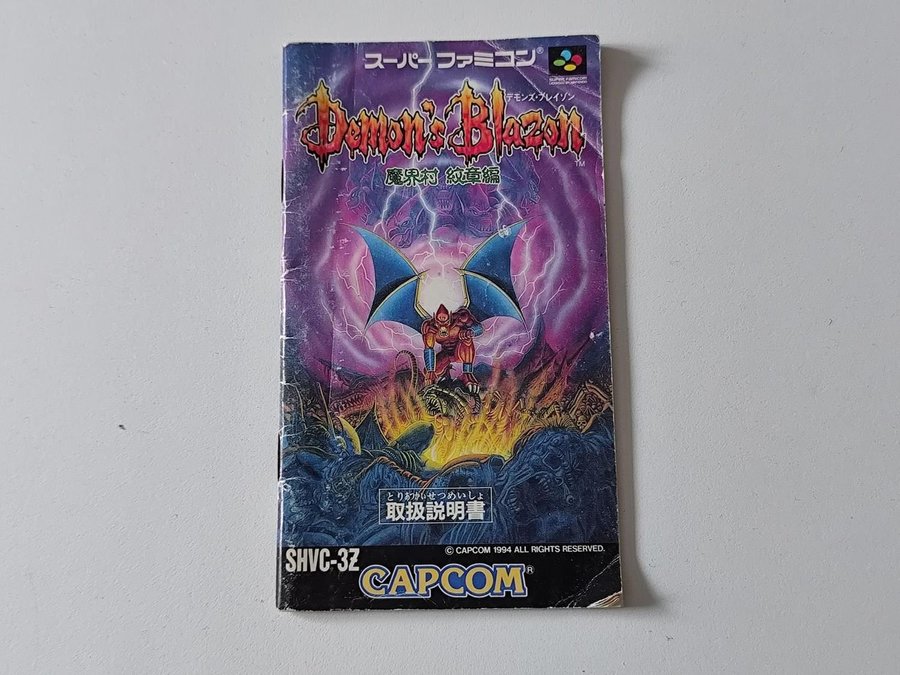 スーパーファミコン®
SUPER FAMICOM
デモンズ・ブレイゾン
Demon's Blazon™
魔界村 紋章編
とりあつかいせつめいしょ
取扱説明書
© CAPCOM 1994 ALL RIGHTS RESERVED.
SHVC-3Z
CAPCOM®